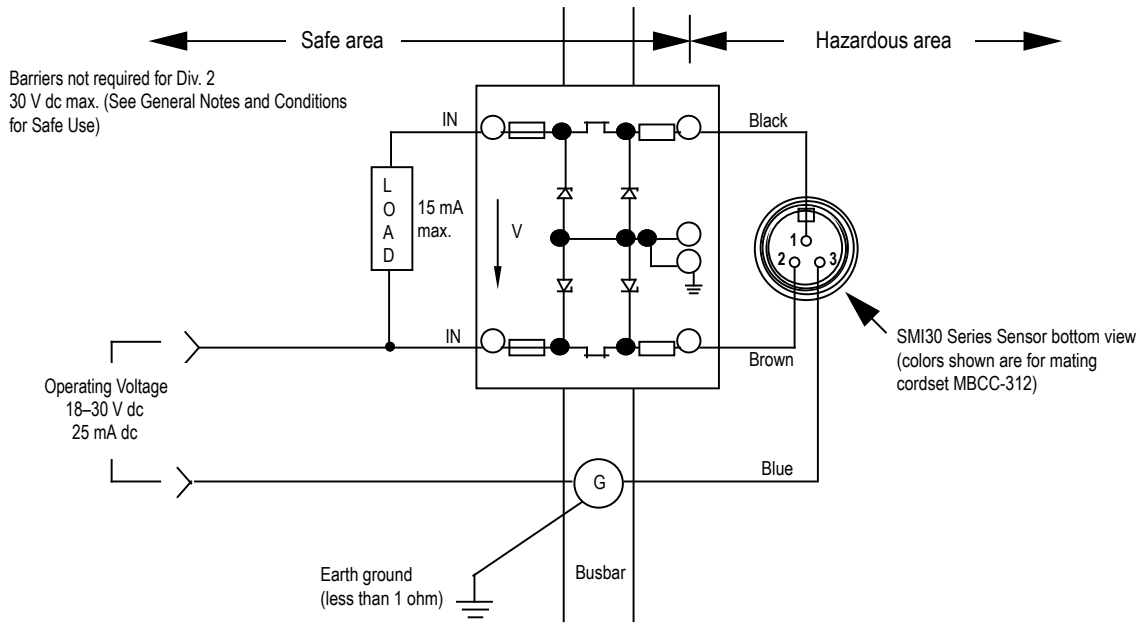 Safe area
Hazardous area
Barriers not required for Div. 2
30 V dc max. (See General Notes and Conditions
for Safe Use)
IN
Black
LOAD
15 mA
max.
V
1
2
3
IN
Brown
SMI30 Series Sensor bottom view
(colors shown are for mating
cordset MBCC-312)
Operating Voltage
18–30 V dc
25 mA dc
Blue
G
Earth ground
(less than 1 ohm)
Busbar